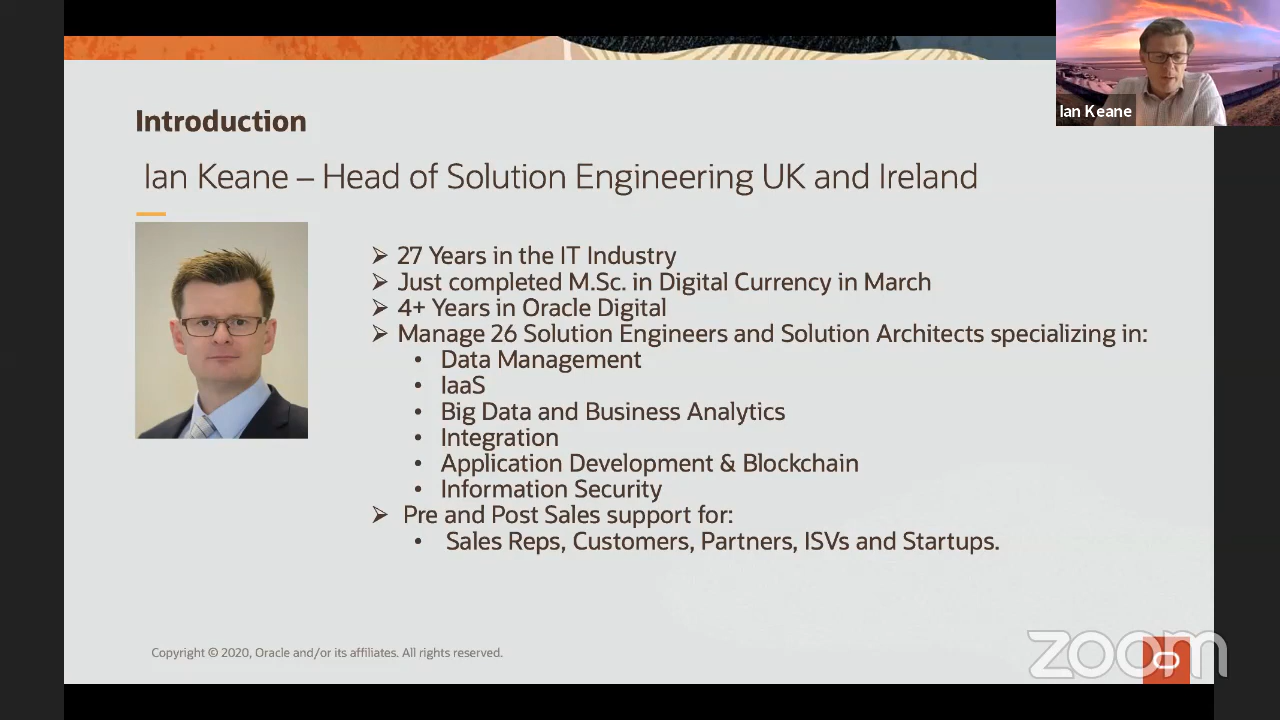 Introduction
Ian Keane – Head of Solution Engineering UK and Ireland
Ian Keane
➢ 27 Years in the IT Industry
➢ Just completed M.Sc. in Digital Currency in March
➢ 4+ Years in Oracle Digital
➢ Manage 26 Solution Engineers and Solution Architects specializing in:
• Data Management
• IaaS
• Big Data and Business Analytics
• Integration
• Application Development & Blockchain
• Information Security
➢ Pre and Post Sales support for:
• Sales Reps, Customers, Partners, ISVs and Startups.
Copyright © 2020, Oracle and/or its affiliates. All rights reserved.
zoom